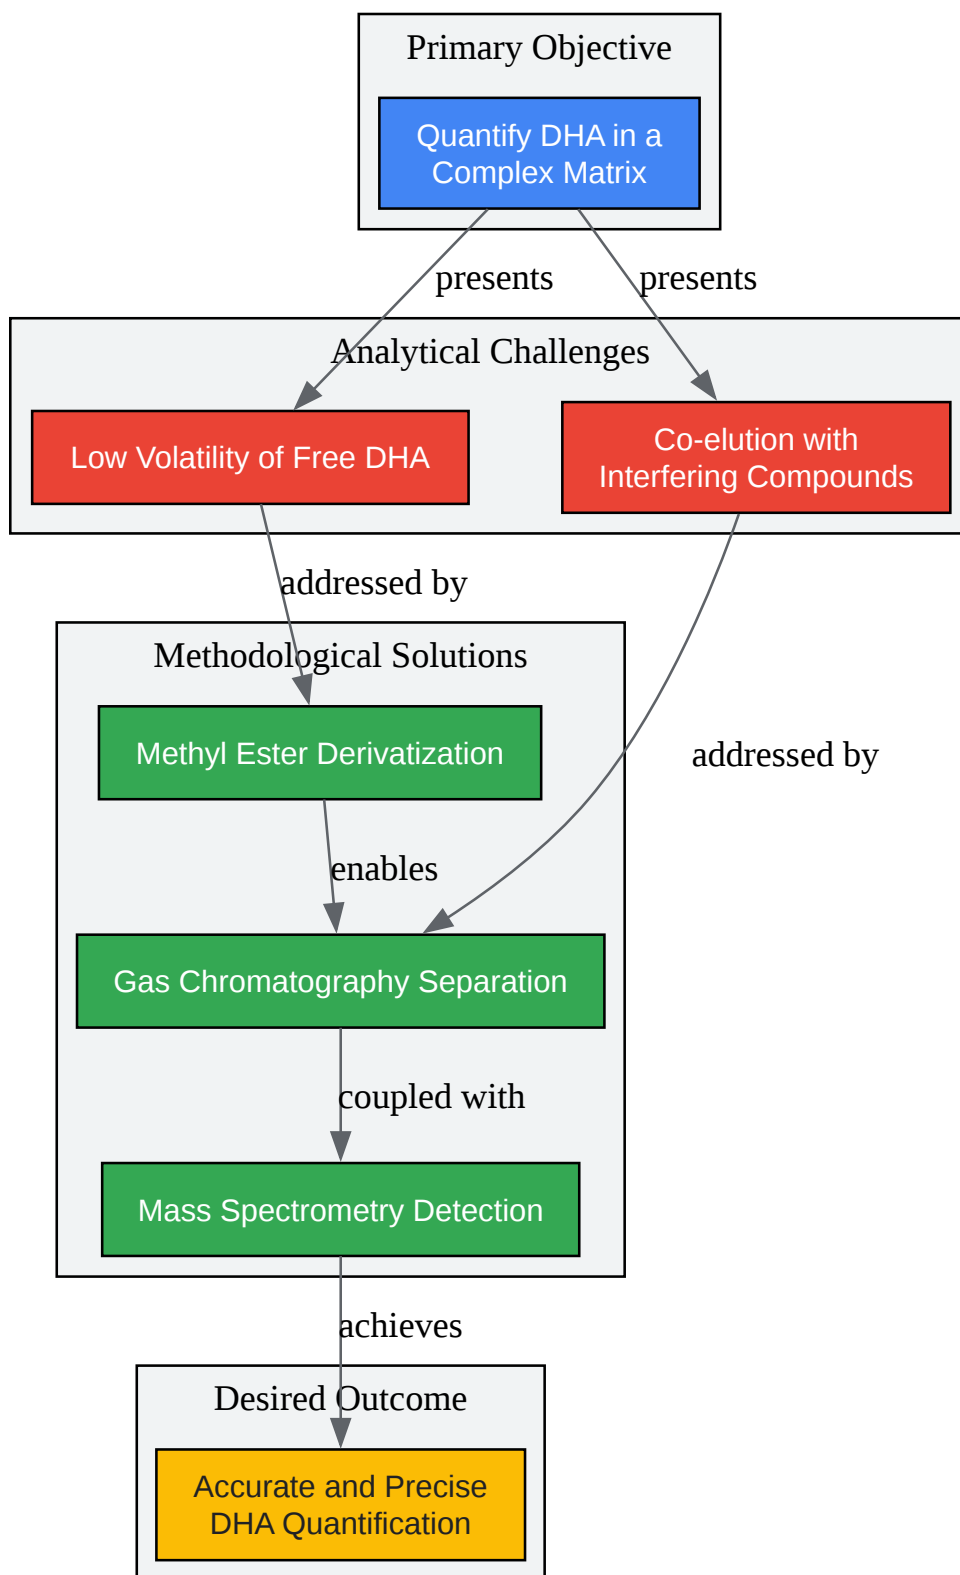 Primary Objective
Quantify DHA in a
Complex Matrix
presents
presents
Analytical Challenges
Low Volatility of Free DHA
Co-elution with
Interfering Compounds
addressed by
Methodological Solutions
Methyl Ester Derivatization
addressed by
enables
Gas Chromatography Separation
coupled with
Mass Spectrometry Detection
achieves
Desired Outcome
Accurate and Precise
DHA Quantification